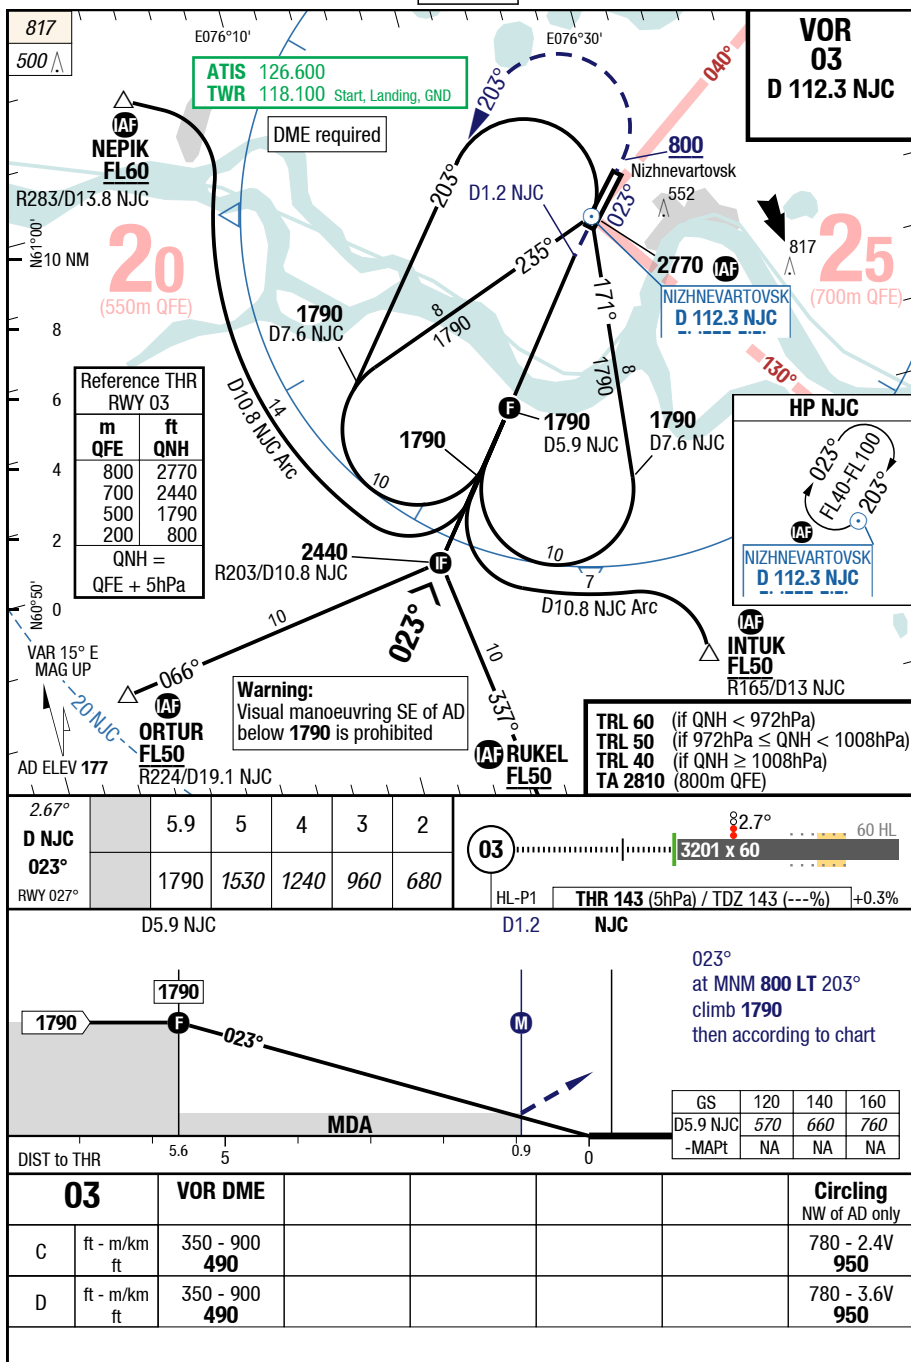 817
500
E076°10'
E076°30'
VOR
03
D 112.3 NJC
ATIS 126.600
TWR 118.100 Start, Landing, GND
DME required
IAF
NEPIK
FL60
R283/D13.8 NJC
203°
040°
800
Nizhnevartovsk
552
203°
D1.2 NJC
023°
817
N61°00'
10 NM
20
(550m QFE)
25
(700m QFE)
235°
2770 IAF
NIZHNEVARTOVSK
D 112.3 NJC
171°
1790
D7.6 NJC
8
1790
130°
8
6
4
2
0
Reference THR
RWY 03
m ft
QFE QNH
800 2770
700 2440
500 1790
200 800
QNH =
QFE + 5hPa
D10.8 NJC Arc
14
10
1790
F
1790
D5.9 NJC
8
1790
1790
D7.6 NJC
HP NJC
023°
FL40-FL100
203°
IAF
NIZHNEVARTOVSK
D 112.3 NJC
2440
R203/D10.8 NJC
IF
10
7
D10.8 NJC Arc
N60°50'
10
023°
10
IAF
INTUK
FL50
R165/D13 NJC
VAR 15° E
MAG UP
066°
20 NJC
IAF
ORTUR
FL50
R224/D19.1 NJC
Warning:
Visual manoeuvring SE of AD
below 1790 is prohibited
337°
IAF RUKEL
FL50
AD ELEV 177
TRL 60 (if QNH < 972hPa)
TRL 50 (if 972hPa ≤ QNH < 1008hPa)
TRL 40 (if QNH ≥ 1008hPa)
TA 2810 (800m QFE)
2.67°
D NJC
023°
RWY 027°
5.9 5 4 3 2
1790 1530 1240 960 680
03
2.7°
60 HL
3201 x 60
HL-P1
THR 143 (5hPa) / TDZ 143 (---%)
+0.3%
D5.9 NJC
D1.2
NJC
1790
1790
F
023°
M
MDA
023°
at MNM 800 LT 203°
climb 1790
then according to chart
GS 120 140 160
D5.9 NJC 570 660 760
-MAPt NA NA NA
DIST to THR
5.6
5
0.9
0
03
VOR DME
Circling
NW of AD only
C ft - m/km 350 - 900 780 - 2.4V
ft 490 950
D ft - m/km 350 - 900 780 - 3.6V
ft 490 950